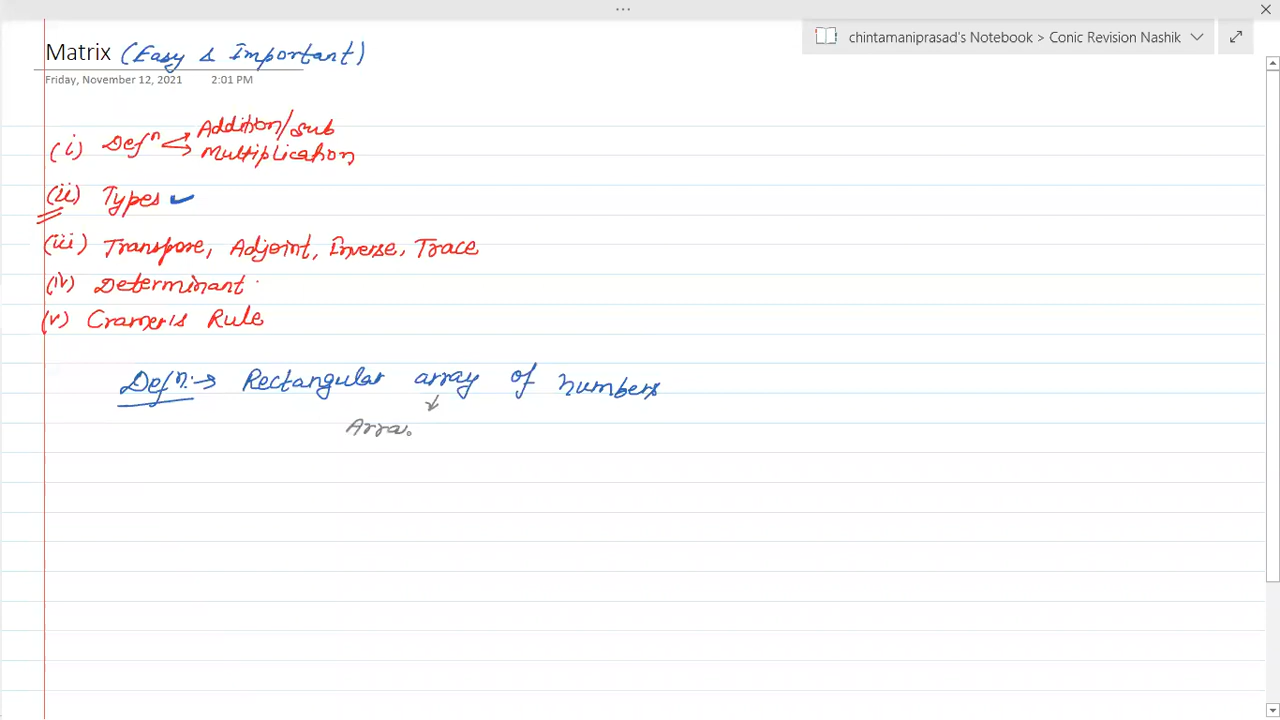 ...
chintamaniprasad's Notebook > Conic Revision Nashik
Matrix (Easy & Important)
Friday, November 12, 2021 2:01 PM
(i) Defn Addition/Sub
Multiplication
(ii) Types ✓
(iii) Transpose, Adjoint, Inverse, Trace
(iv) Determinant
(v) Cramer's Rule
Defn:→ Rectangular array of numbers
Arra